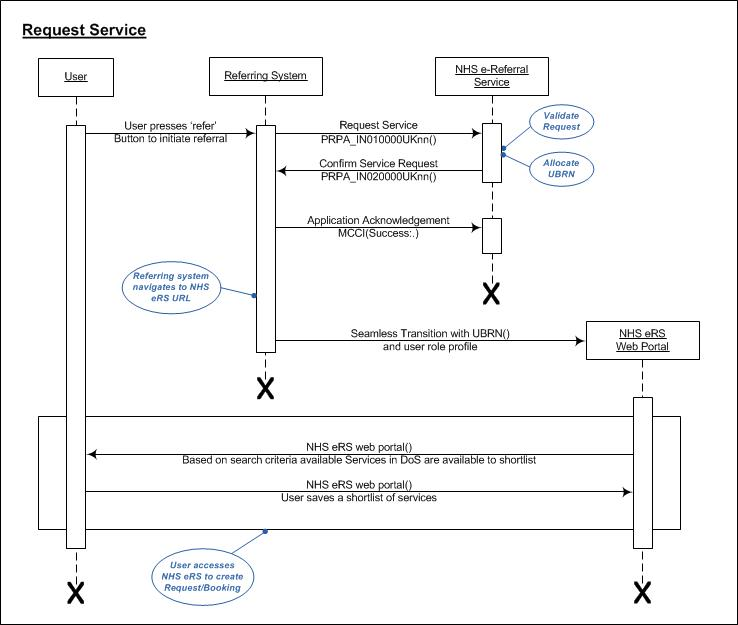 Request Service
User
Referring System
NHS e-Referral
Service
User presses ‘refer’
Button to initiate referral
Request Service
PRPA_IN010000UKnn()
Validate
Request
Confirm Service Request
PRPA_IN020000UKnn()
Allocate
UBRN
Application Acknowledgement
MCCI(Success:.)
Referring system
navigates to NHS
eRS URL
Seamless Transition with UBRN()
and user role profile
NHS eRS
Web Portal
NHS eRS web portal()
Based on search criteria available Services in DoS are available to shortlist
NHS eRS web portal()
User saves a shortlist of services
User accesses
NHS eRS to create
Request/Booking